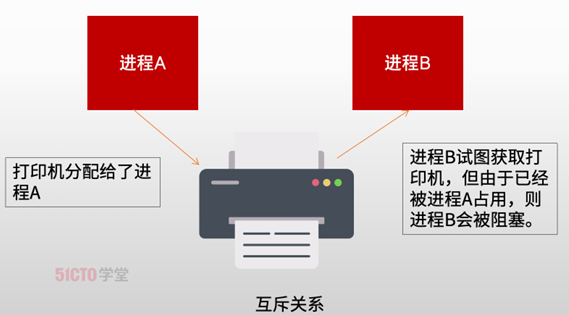 进程A
进程B
打印机分配给了进
程A
进程B试图获取打
印机，但由于已经
被进程A占用，则
进程B会被阻塞。
51CTO学堂
互斥关系